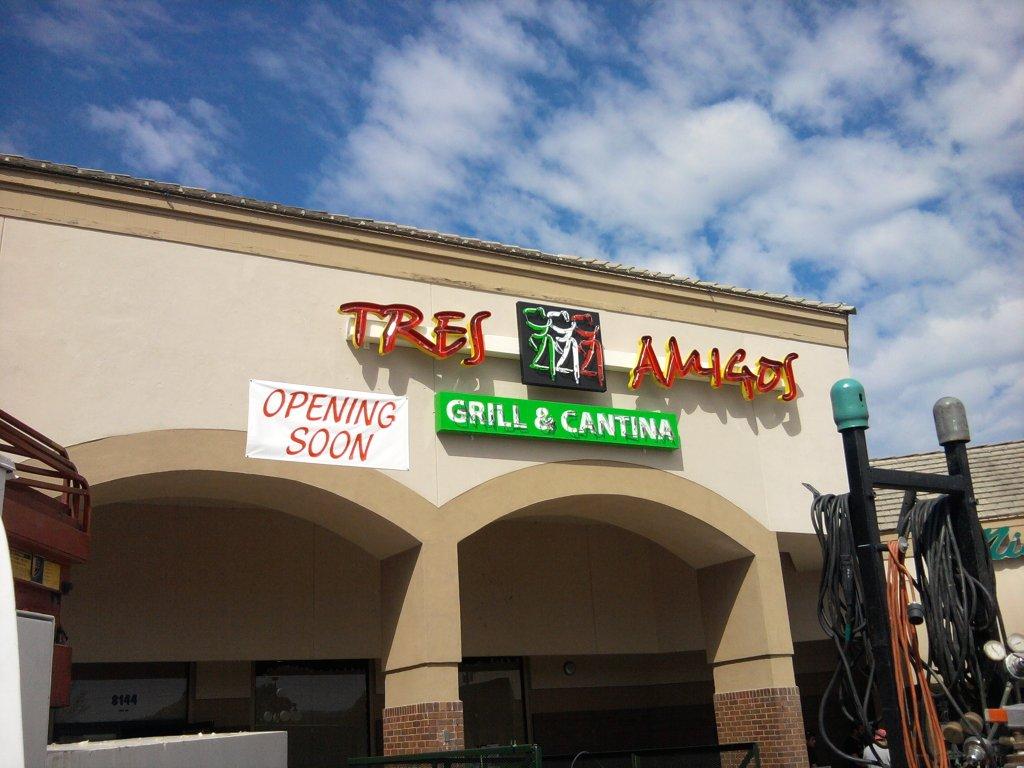 TRES AMIGOS
OPENING
SOON
GRILL & CANTINA
8144